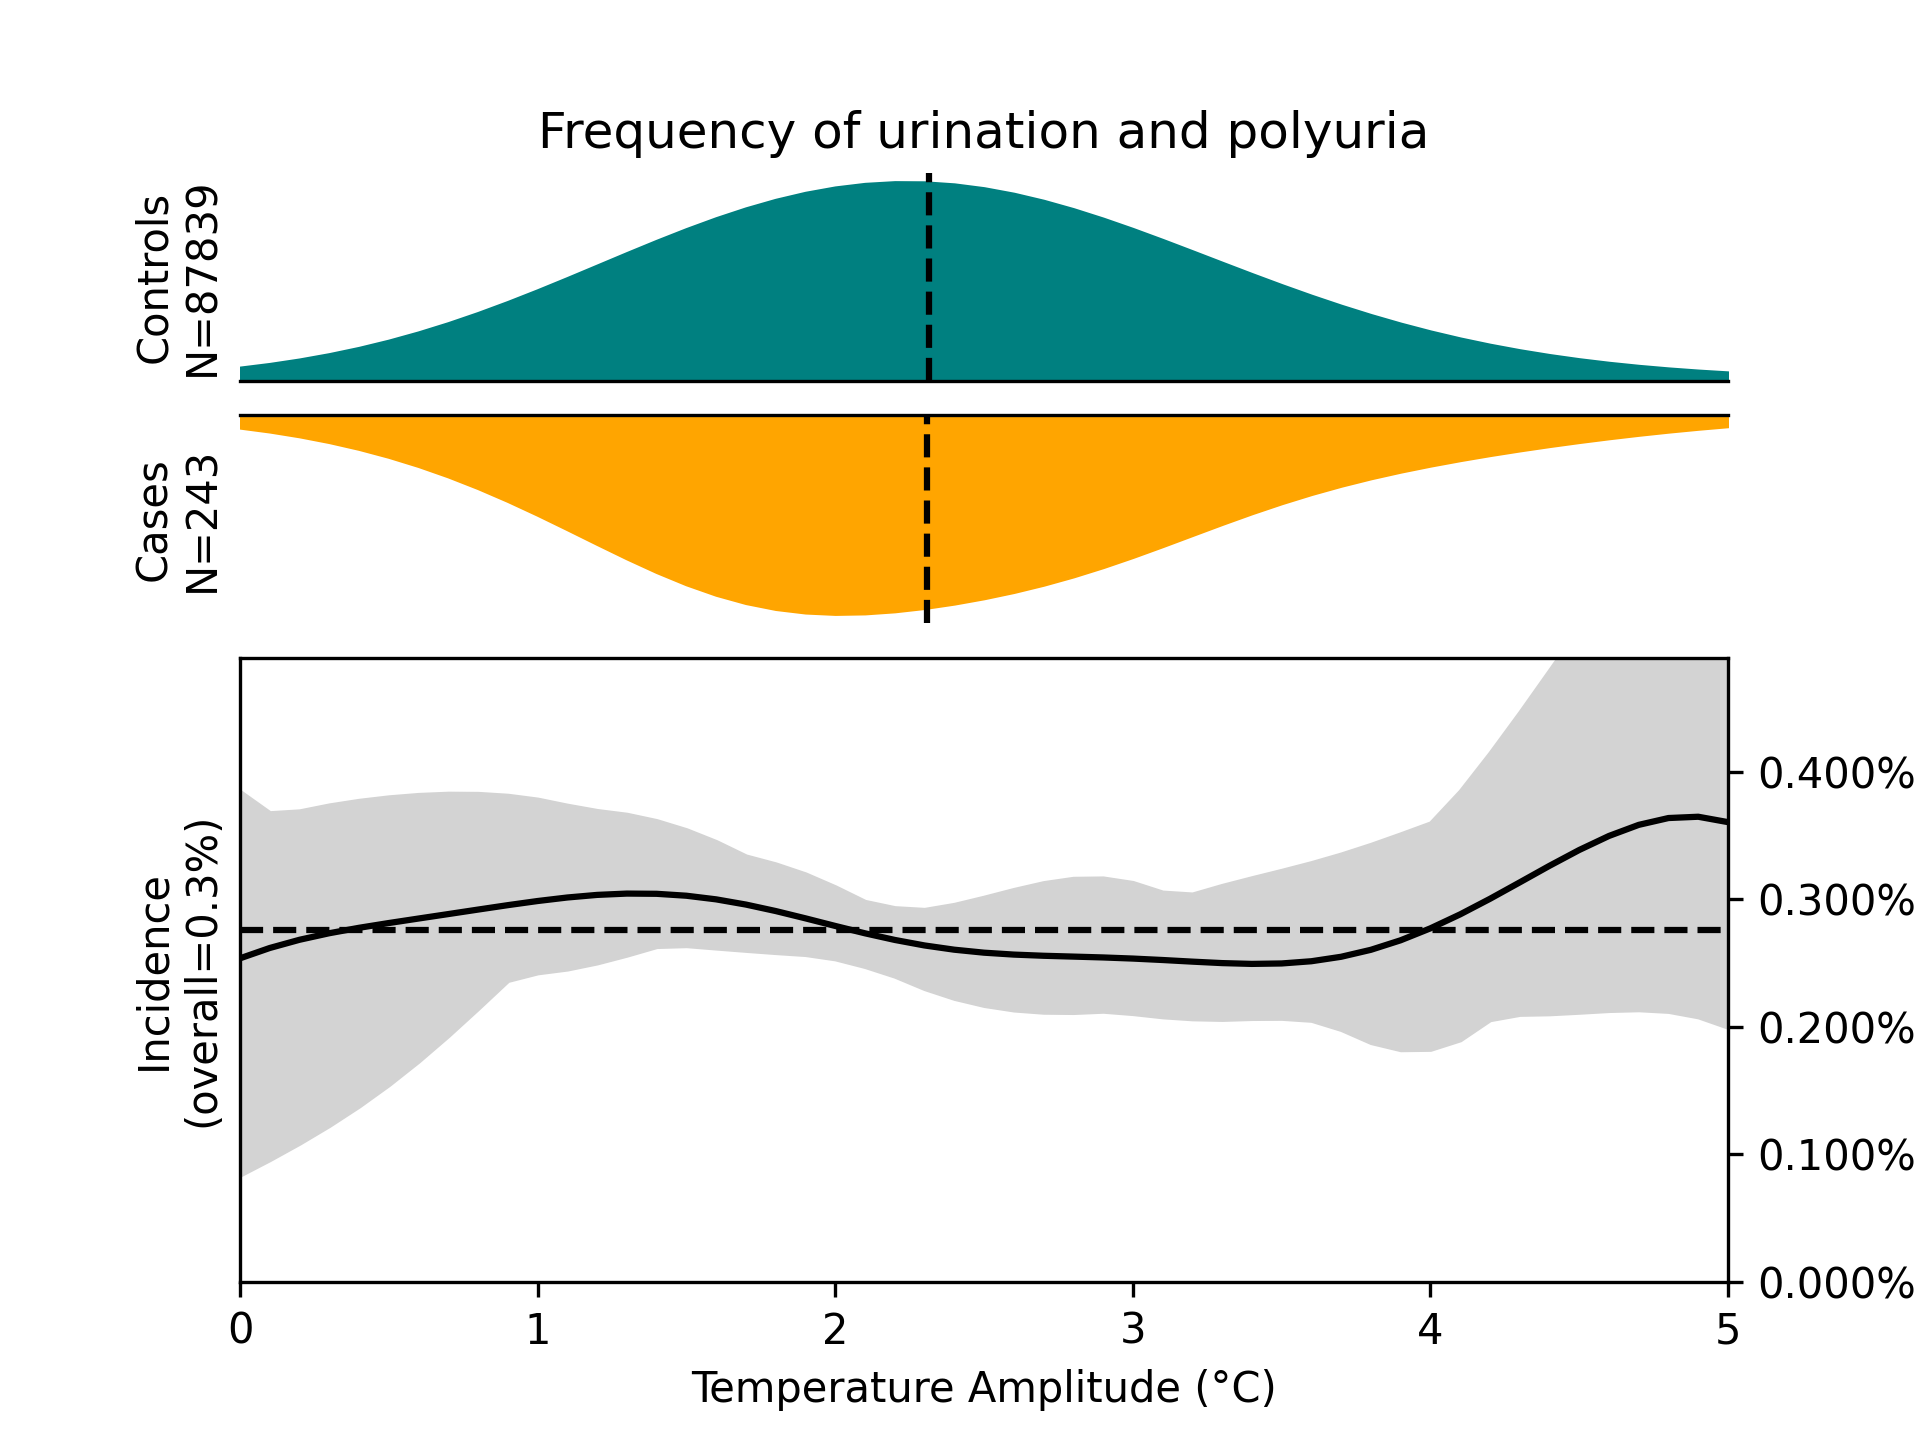 Frequency of urination and polyuria
Controls
N=87839
Cases
N=243
Incidence
(overall=0.3%)
0.400%
0.300%
0.200%
0.100%
0.000%
0 1 2 3 4 5
Temperature Amplitude (°C)